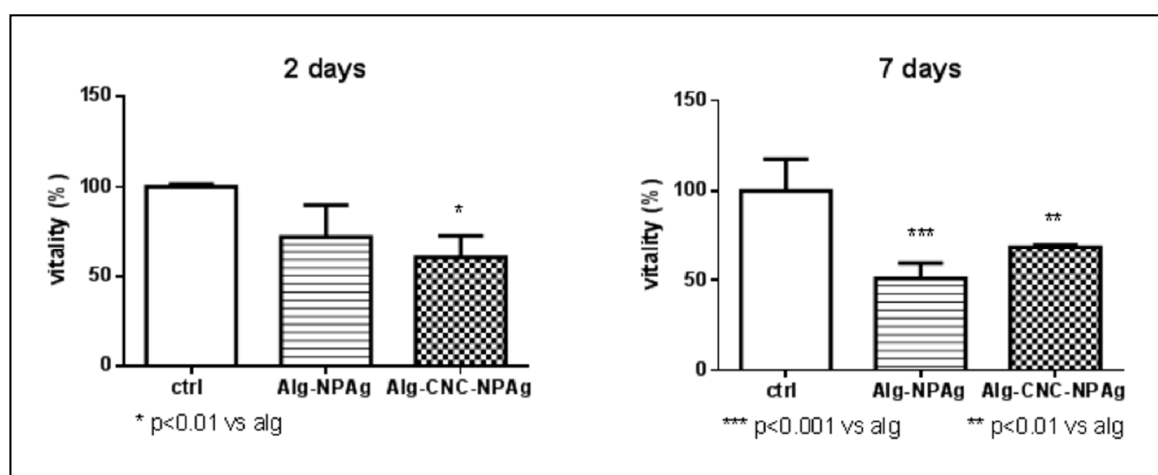 2 days
150
100
50
0
vitality (%)
*
ctrl
Alg-NPAg
Alg-CNC-NPAg
* p<0.01 vs alg
7 days
150
100
50
0
vitality (%)
***
**
ctrl
Alg-NPAg
Alg-CNC-NPAg
*** p<0.001 vs alg
** p<0.01 vs alg